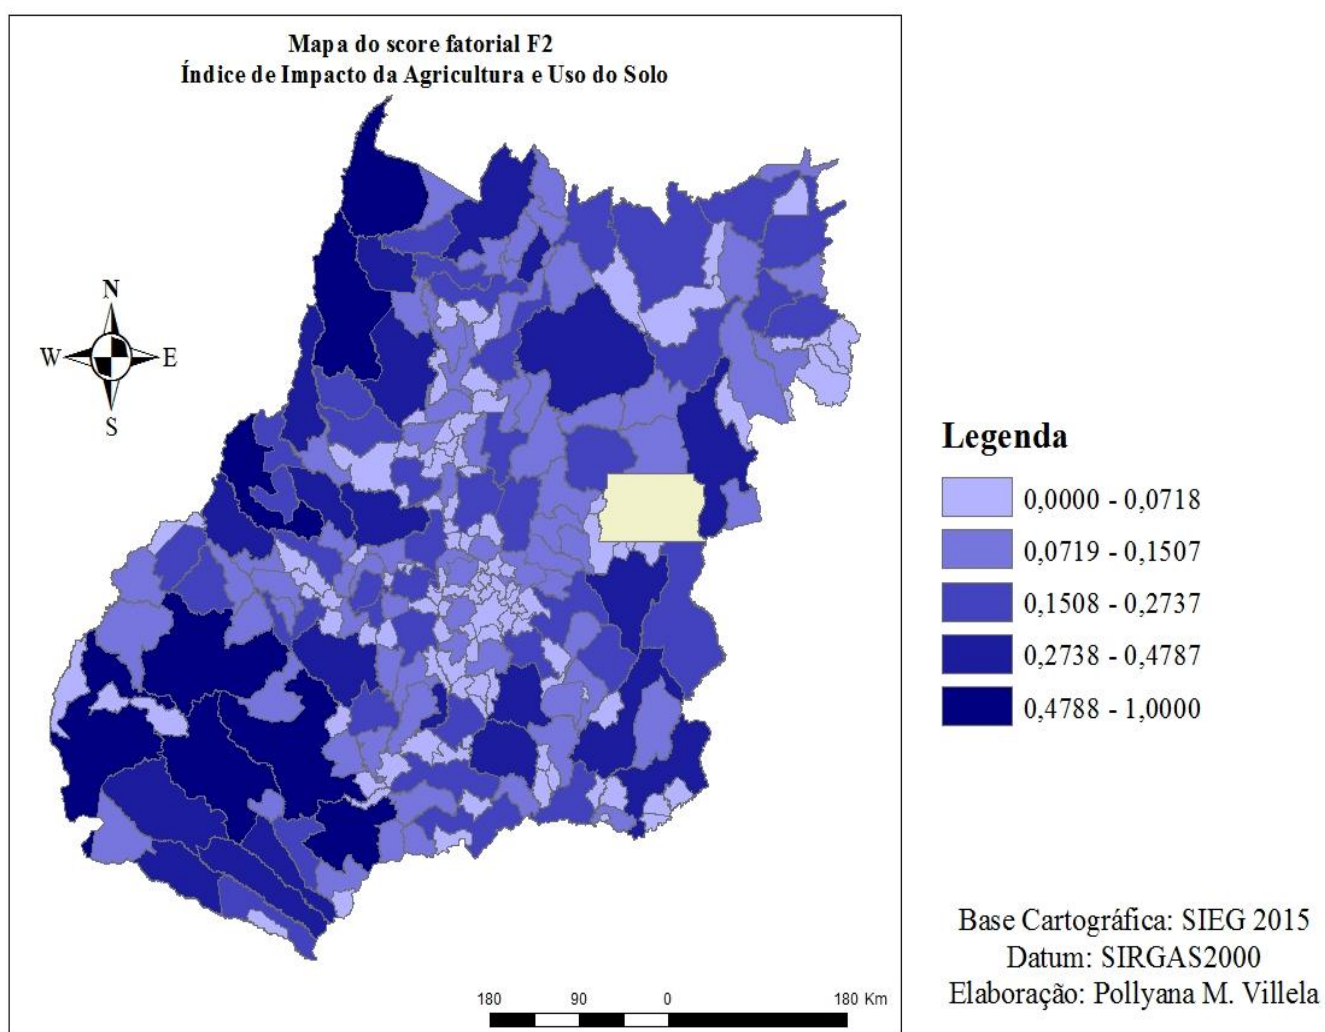 Mapa do score fatorial F2
Índice de Impacto da Agricultura e Uso do Solo
N
W
E
S
Legenda
0,0000 - 0,0718
0,0719 - 0,1507
0,1508 - 0,2737
0,2738 - 0,4787
0,4788 - 1,0000
Base Cartográfica: SIEG 2015
Datum: SIRGAS2000
Elaboração: Pollyana M. Villela
180 90 0 180 Km